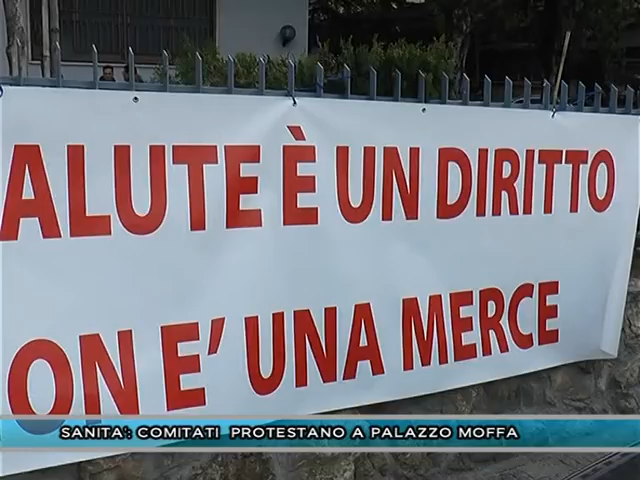 ALUTE È UN DIRITTO
ON E' UNA MERCE
SANITA': COMITATI PROTESTANO A PALAZZO MOFFA